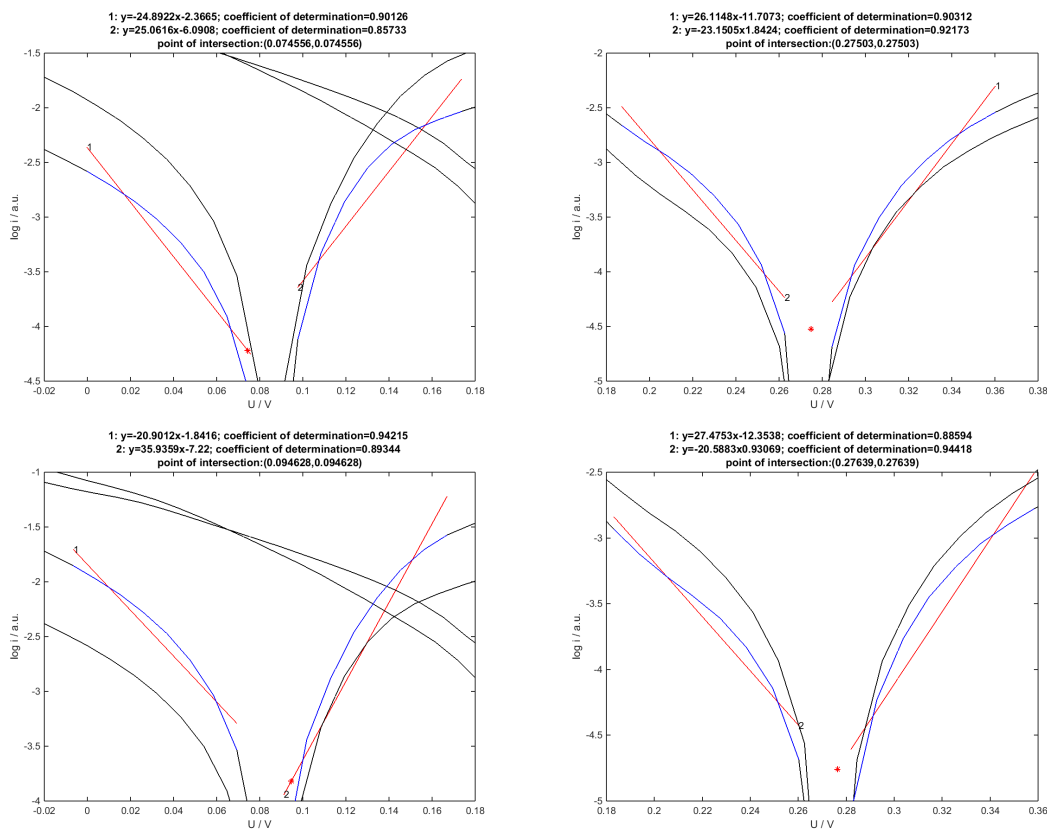 1: y=-24.8922x-2.3665; coefficient of determination=0.90126
2: y=25.0616x-6.0908; coefficient of determination=0.85733
point of intersection:(0.074556,0.074556)
-1.5
-2
-2.5
-3
-3.5
-4
-4.5
log i / a.u.
1
2
-0.02 0 0.02 0.04 0.06 0.08 0.1 0.12 0.14 0.16 0.18
U / V
1: y=26.1148x-11.7073; coefficient of determination=0.90312
2: y=-23.1505x1.8424; coefficient of determination=0.92173
point of intersection:(0.27503,0.27503)
-2
-2.5
-3
-3.5
-4
-4.5
-5
log i / a.u.
1
2
0.18 0.2 0.22 0.24 0.26 0.28 0.3 0.32 0.34 0.36 0.38
U / V
1: y=-20.9012x-1.8416; coefficient of determination=0.94215
2: y=35.9359x-7.22; coefficient of determination=0.89344
point of intersection:(0.094628,0.094628)
-1
-1.5
-2
-2.5
-3
-3.5
-4
log i / a.u.
1
2
-0.02 0 0.02 0.04 0.06 0.08 0.1 0.12 0.14 0.16 0.18
U / V
1: y=27.4753x-12.3538; coefficient of determination=0.88594
2: y=-20.5883x0.93069; coefficient of determination=0.94418
point of intersection:(0.27639,0.27639)
-2.5
-3
-3.5
-4
-4.5
-5
log i / a.u.
2
0.18 0.2 0.22 0.24 0.26 0.28 0.3 0.32 0.34 0.36 0.38
U / V